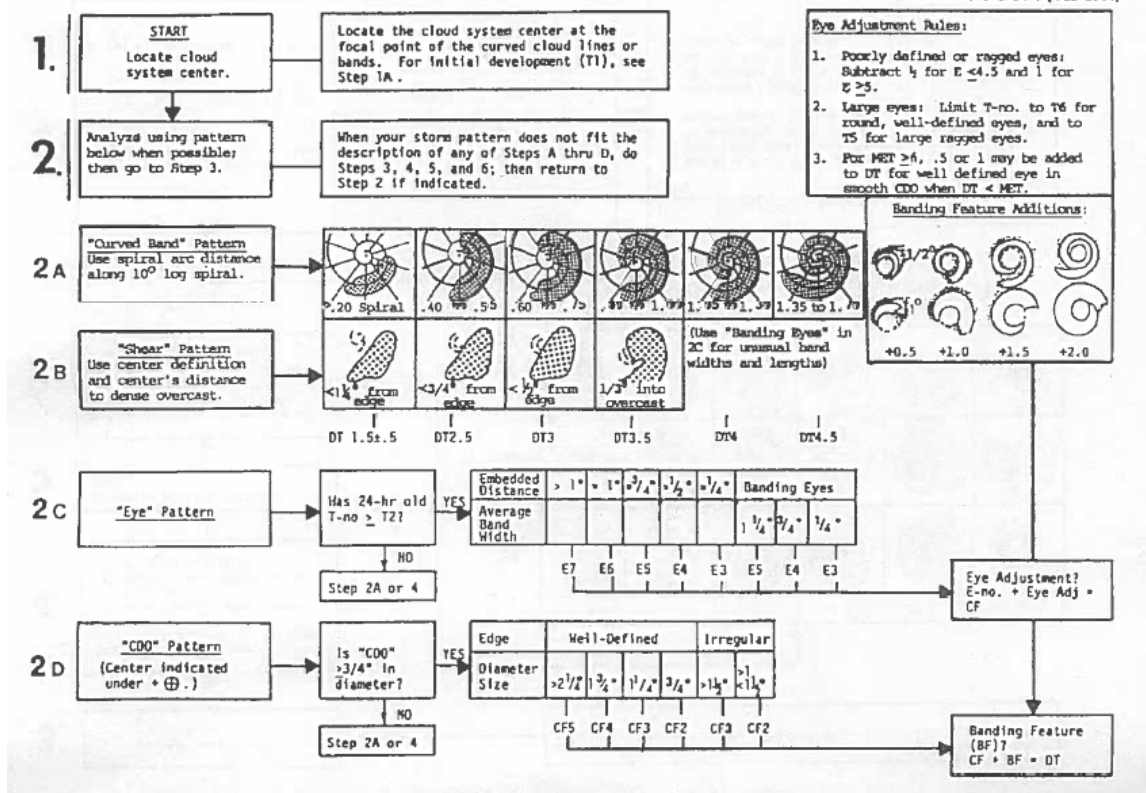 1.
START
Locate cloud
system center.
Locate the cloud system center at the
focal point of the curved cloud lines or
bands. For initial development (T1), see
Step 1A.
Eye Adjustment Rules:
1. Poorly defined or ragged eyes:
Subtract ½ for E ≤4.5 and 1 for
E ≥5.
2. Large eyes: Limit T-no. to T6 for
round, well-defined eyes, and to
T5 for large ragged eyes.
3. For MET ≥6, .5 or 1 may be added
to DT for well defined eye in
smooth CDO when DT < MET.
2.
Analyze using pattern
below when possible;
then go to Step 3.
When your storm pattern does not fit the
description of any of Steps A thru D, do
Steps 3, 4, 5, and 6; then return to
Step 2 if indicated.
Banding Feature Additions:
1/2°
+0.5 +1.0 +1.5 +2.0
2A
"Curved Band" Pattern
Use spiral arc distance
along 10° log spiral.
.20 Spiral
.40
.60
1.35 to
2B
"Shear" Pattern
Use center definition
and center's distance
to dense overcast.
<1¼ from
edge
<3/4° from
edge
< ½° from
edge
1/3° into
overcast
(Use "Banding Eyes" in
2C for unusual band
widths and lengths)
DT 1.5±.5 DT2.5 DT3 DT3.5 DT4 DT4.5
2C
"Eye" Pattern
Has 24-hr old
T-no ≥ T2?
YES
NO
Step 2A or 4
Embedded
Distance > 1° = 1° =3/4° =1/2° =1/4° Banding Eyes
Average
Band
Width 1 1/4° 3/4° 1/4°
E7 E6 E5 E4 E3 E5 E4 E3
Eye Adjustment?
E-no. + Eye Adj =
CF
2D
"CDO" Pattern
(Center indicated
under + ⊕.)
Is "CDO"
≥3/4° in
diameter?
YES
NO
Step 2A or 4
Edge Well-Defined Irregular
Diameter
Size >2 1/4° 1 3/4° 1 1/4° 3/4° >1½° >1 <1½°
CF5 CF4 CF3 CF2 CF3 CF2
Banding Feature
(BF)?
CF + BF = DT